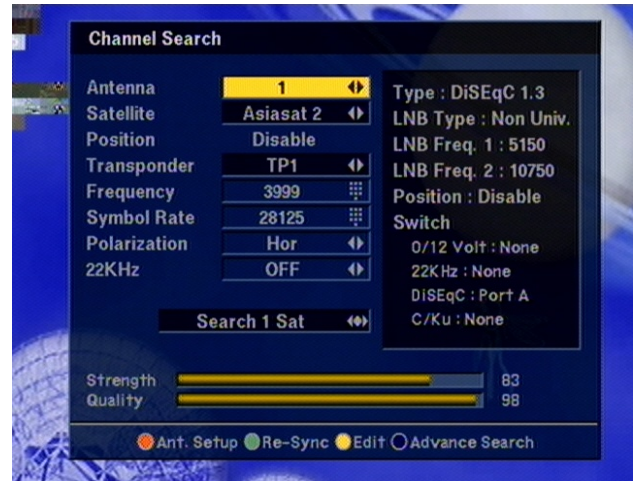 Channel Search
Antenna 1
Satellite Asiasat 2
Position Disable
Transponder TP1
Frequency 3999
Symbol Rate 28125
Polarization Hor
22KHz OFF
Search 1 Sat
Type : DiSEqC 1.3
LNB Type : Non Univ.
LNB Freq. 1 : 5150
LNB Freq. 2 : 10750
Position : Disable
Switch
0/12 Volt : None
22KHz : None
DiSEqC : Port A
C/Ku : None
Strength 83
Quality 98
Ant. Setup Re-Sync Edit Advance Search